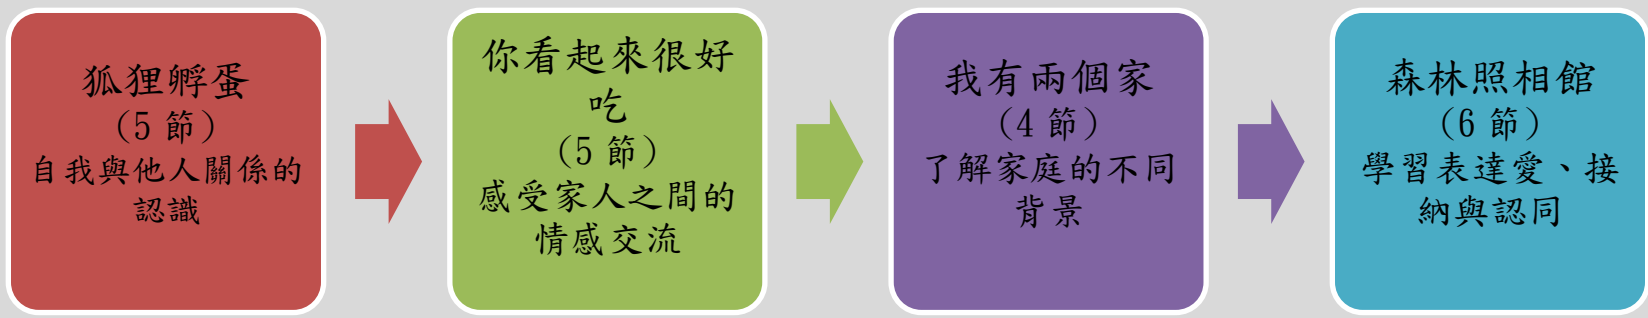 狐狸孵蛋
(5 節)
自我與他人關係的
認識
你看起來很好
吃
(5 節)
感受家人之間的
情感交流
我有兩個家
(4 節)
了解家庭的不同
背景
森林照相館
(6 節)
學習表達愛、接
納與認同